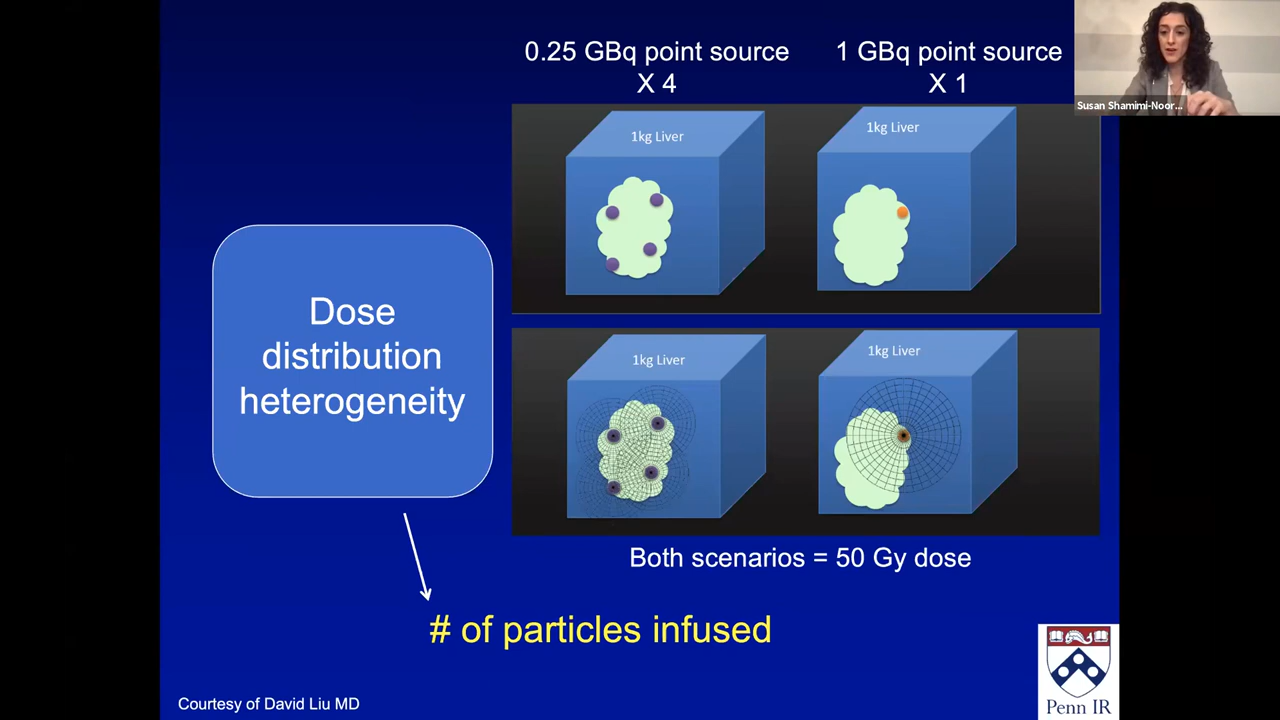 0.25 GBq point source
X 4
1 GBq point source
X 1
Susan Shamimi-Noor...
1kg Liver
1kg Liver
Dose
distribution
heterogeneity
1kg Liver
1kg Liver
Both scenarios = 50 Gy dose
# of particles infused
Courtesy of David Liu MD
Penn IR